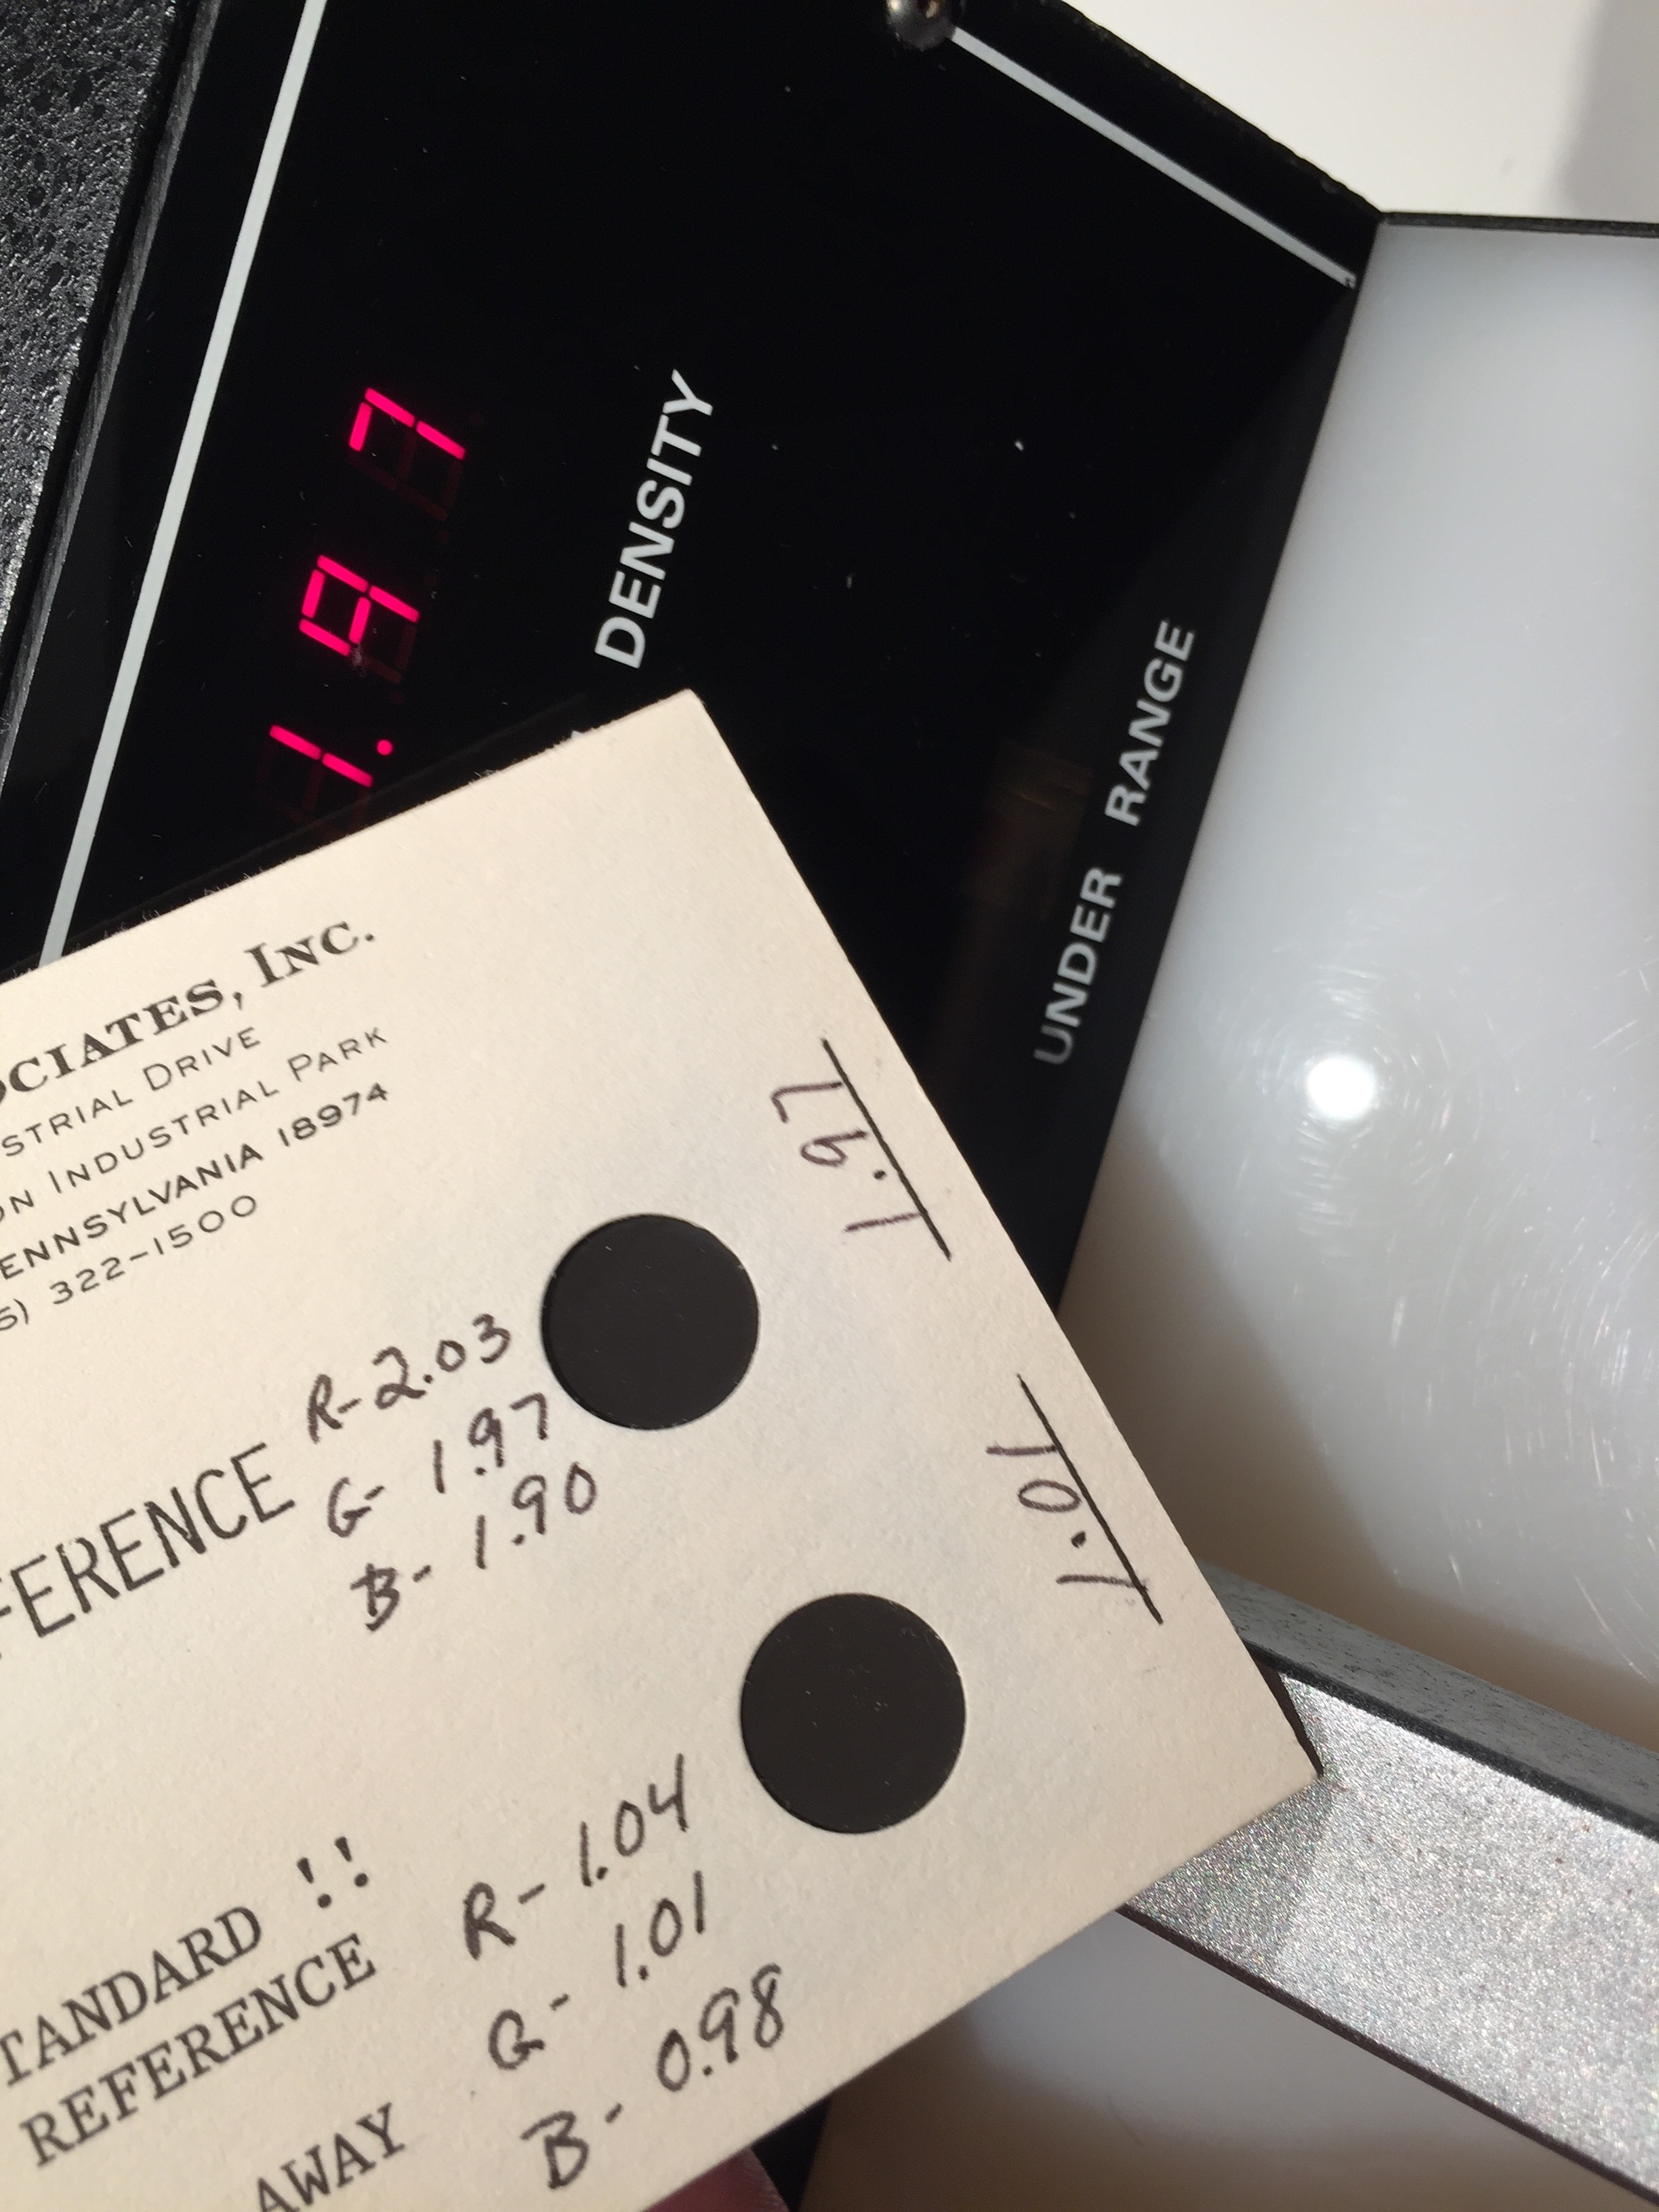 1.97
DENSITY
UNDER RANGE
OCIATES, INC.
STRIAL DRIVE
ON INDUSTRIAL PARK
ENNSYLVANIA 18974
5) 322-1500
1.97
FERENCE
R-2.03
G- 1.97
B- 1.90
1.01
TANDARD !!
REFERENCE
AWAY
R- 1.04
G- 1.01
B- 0.98